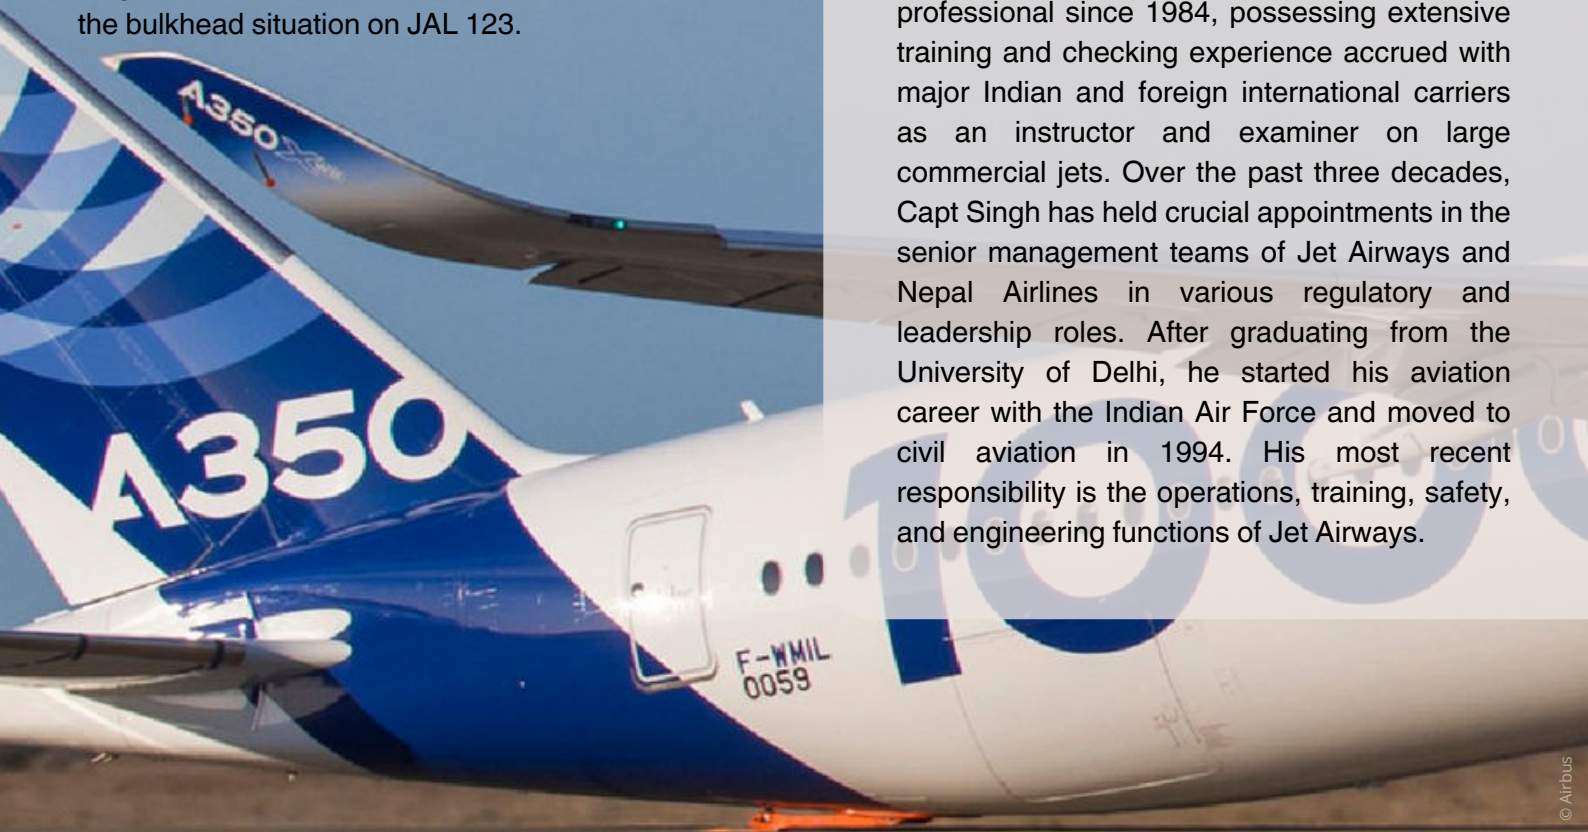 the bulkhead situation on JAL 123.
professional since 1984, possessing extensive
training and checking experience accrued with
major Indian and foreign international carriers
as an instructor and examiner on large
commercial jets. Over the past three decades,
Capt Singh has held crucial appointments in the
senior management teams of Jet Airways and
Nepal Airlines in various regulatory and
leadership roles. After graduating from the
University of Delhi, he started his aviation
career with the Indian Air Force and moved to
civil aviation in 1994. His most recent
responsibility is the operations, training, safety,
and engineering functions of Jet Airways.
A350
A350
1000
F-WMIL
0059
© Airbus